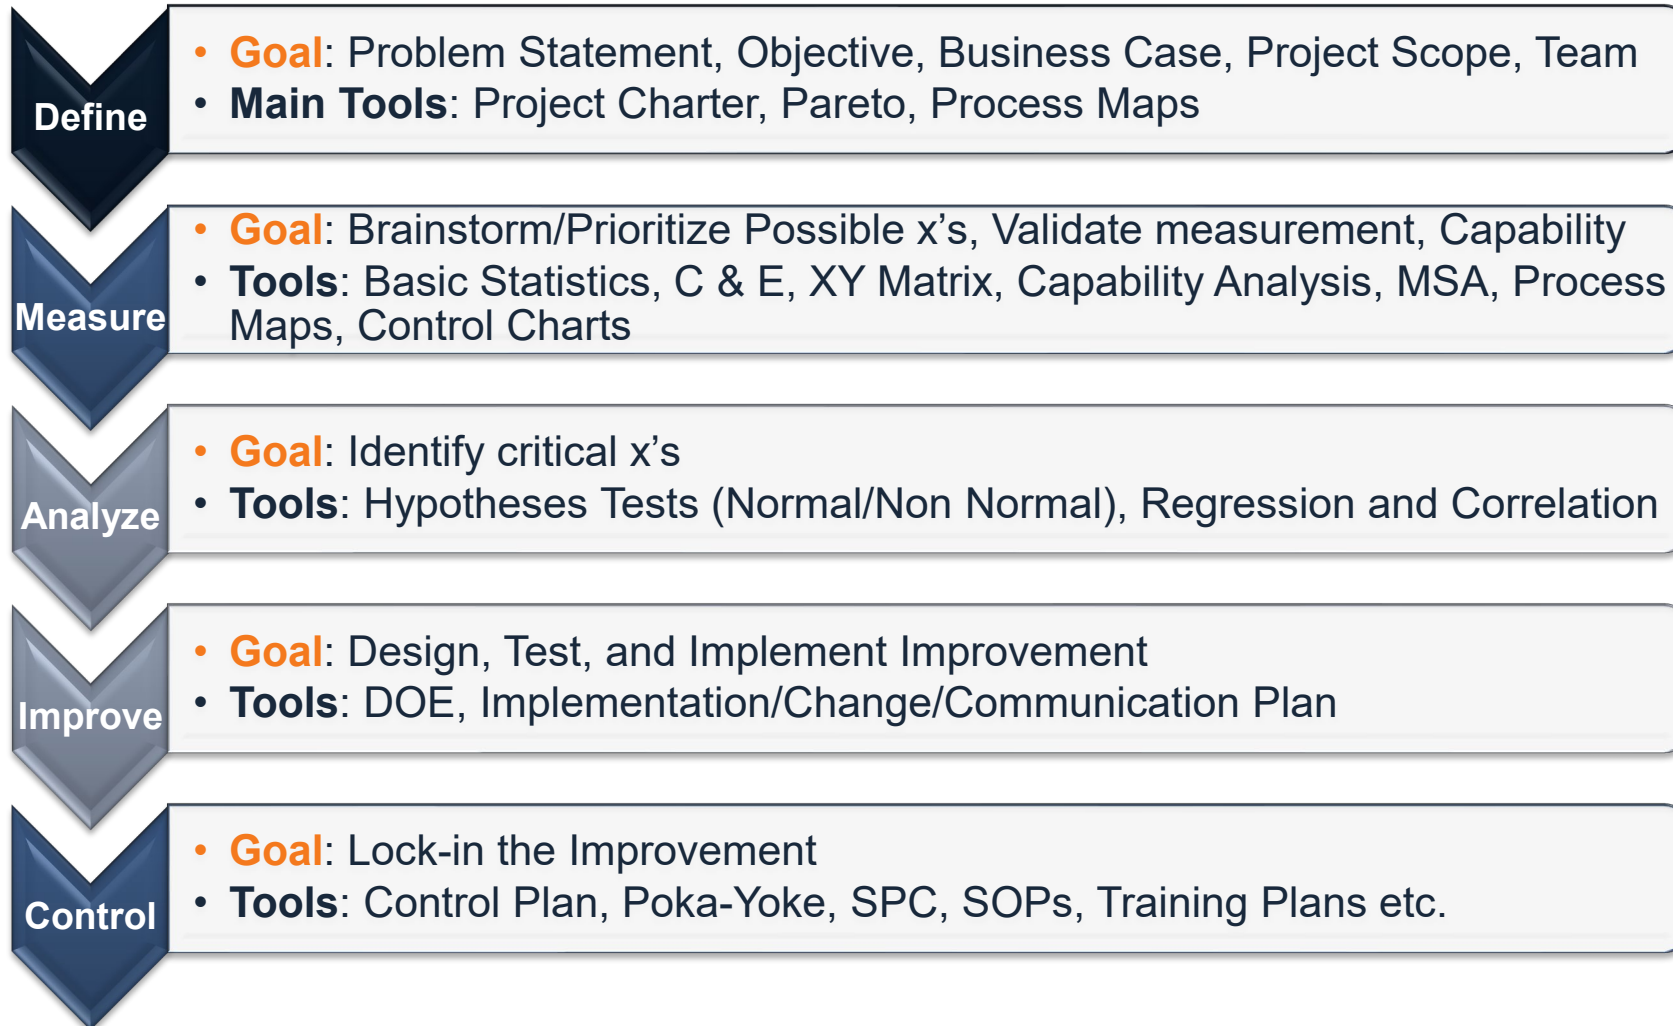 Define
• Goal: Problem Statement, Objective, Business Case, Project Scope, Team
• Main Tools: Project Charter, Pareto, Process Maps
Measure
• Goal: Brainstorm/Prioritize Possible x’s, Validate measurement, Capability
• Tools: Basic Statistics, C & E, XY Matrix, Capability Analysis, MSA, Process
Maps, Control Charts
Analyze
• Goal: Identify critical x’s
• Tools: Hypotheses Tests (Normal/Non Normal), Regression and Correlation
Improve
• Goal: Design, Test, and Implement Improvement
• Tools: DOE, Implementation/Change/Communication Plan
Control
• Goal: Lock-in the Improvement
• Tools: Control Plan, Poka-Yoke, SPC, SOPs, Training Plans etc.